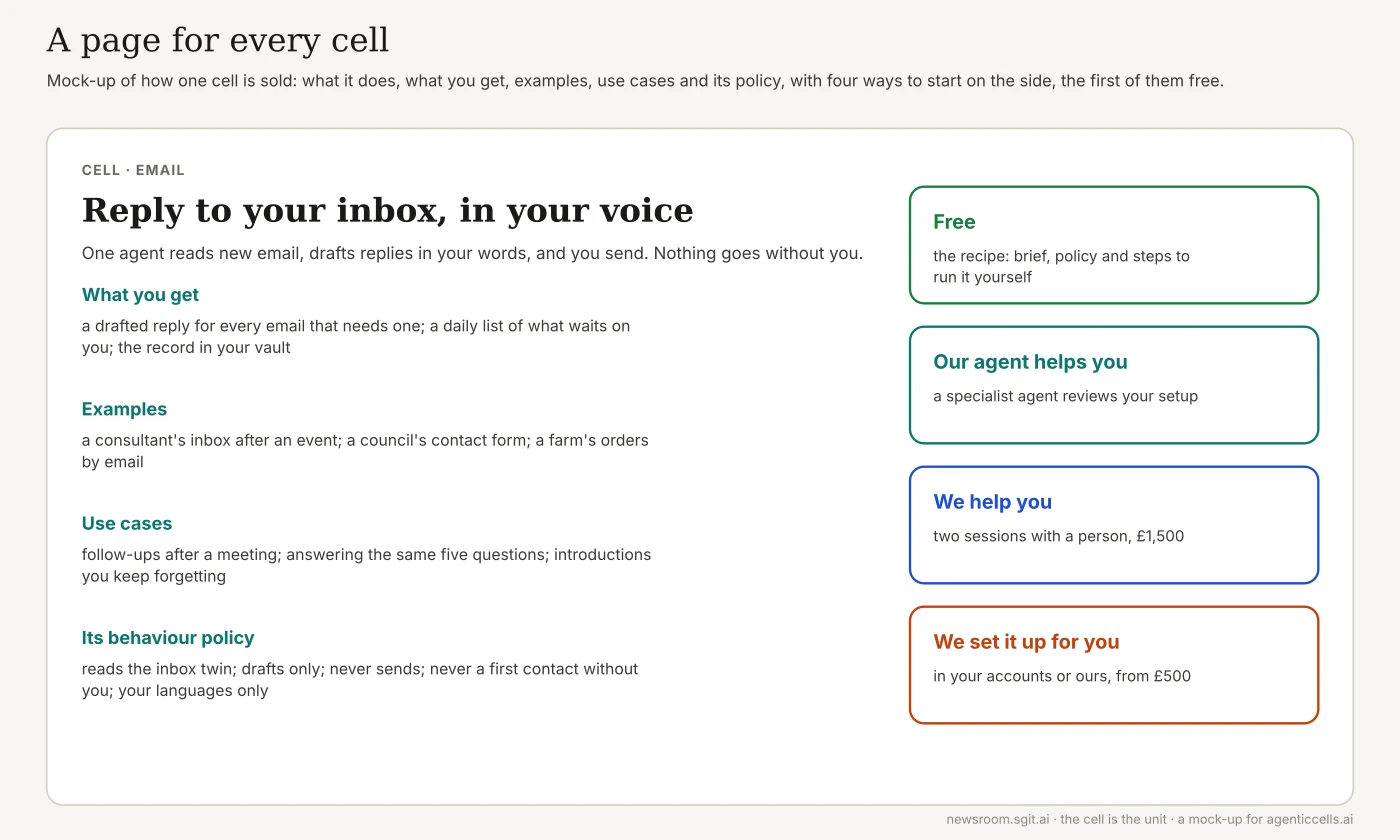 A page for every cell
Mock-up of how one cell is sold: what it does, what you get, examples, use cases and its policy, with four ways to start on the side, the first of them free.
CELL · EMAIL
Reply to your inbox, in your voice
One agent reads new email, drafts replies in your words, and you send. Nothing goes without you.
What you get
a drafted reply for every email that needs one; a daily list of what waits on
you; the record in your vault
Examples
a consultant's inbox after an event; a council's contact form; a farm's orders
by email
Use cases
follow-ups after a meeting; answering the same five questions; introductions
you keep forgetting
Its behaviour policy
reads the inbox twin; drafts only; never sends; never a first contact without
you; your languages only
Free
the recipe: brief, policy and steps to
run it yourself
Our agent helps you
a specialist agent reviews your setup
We help you
two sessions with a person, £1,500
We set it up for you
in your accounts or ours, from £500
newsroom.sgit.ai · the cell is the unit · a mock-up for agenticcells.ai